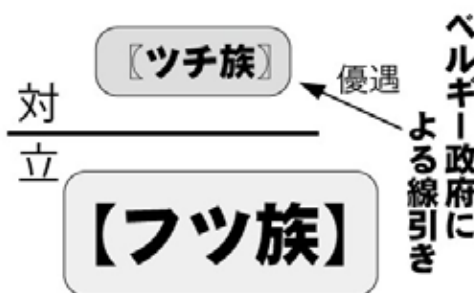 〖ツチ族〗
優遇
対立
【フツ族】
ベルギー政府に
よる線引き